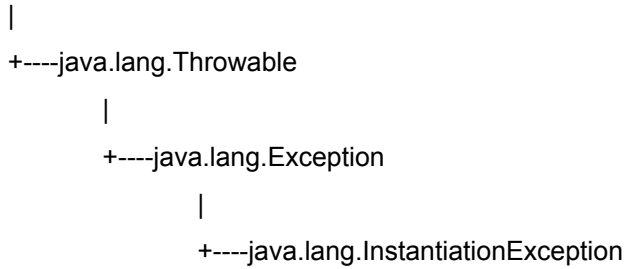 |
+----java.lang.Throwable
|
+----java.lang.Exception
|
+----java.lang.InstantiationException